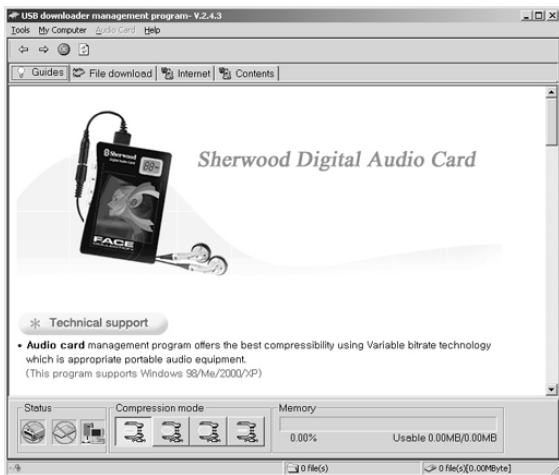 USB downloader management program- V.2.4.3
Tools My Computer Audio Card Help
Guides File download Internet Contents
Sherwood
Digital Audio Card
FACE
Sherwood Digital Audio Card
Technical support
• Audio card management program offers the best compressibility using Variable bitrate technology
which is appropriate portable audio equipment.
(This program supports Windows 98/Me/2000/XP)
Status Compression mode Memory
0.00% Usable 0.00MB/0.00MB
0 file(s) 0 file(s)[0.00MByte]